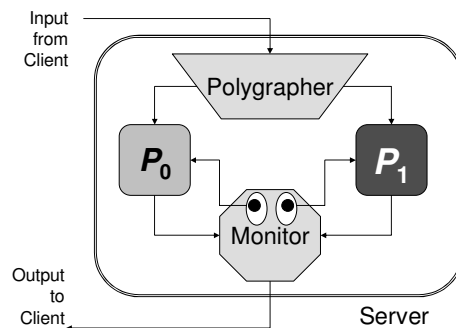 Input
from
Client
Polygrapher
P0
P1
Monitor
Output
to
Client
Server